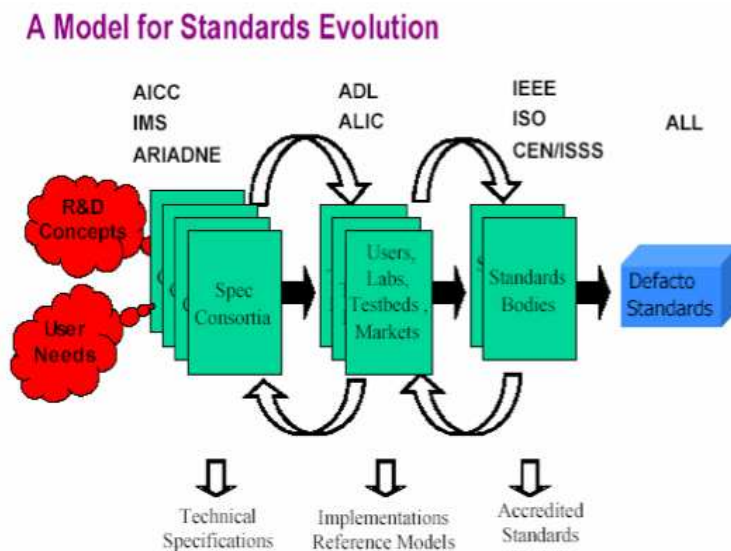 A Model for Standards Evolution
AICC
IMS
ARIADNE
ADL
ALIC
IEEE
ISO
CEN/ISSS
ALL
R&D
Concepts
User
Needs
Spec
Consortia
Users,
Labs,
Testbeds ,
Markets
Standards
Bodies
Defacto
Standards
Technical
Specifications
Implementations
Reference Models
Accredited
Standards